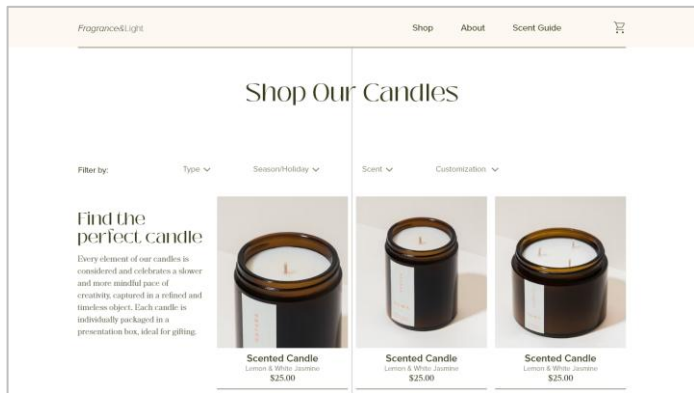 Fragrance&Light
Shop About Scent Guide
Shop Our Candles
Filter by: Type Season/Holiday Scent Customization
Find the
perfect candle
Every element of our candles is
considered and celebrates a slower
and more mindful pace of
creativity, captured in a refined and
timeless object. Each candle is
individually packaged in a
presentation box, ideal for gifting.
Scented Candle
Lemon & White Jasmine
$25.00
Scented Candle
Lemon & White Jasmine
$25.00
Scented Candle
Lemon & White Jasmine
$25.00